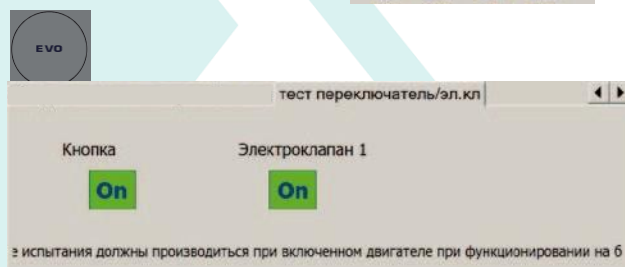 EVO
тест переключатель/эл.кл
Кнопка Электроклапан 1
On On
испытания должны производиться при включенном двигателе при функционировании на